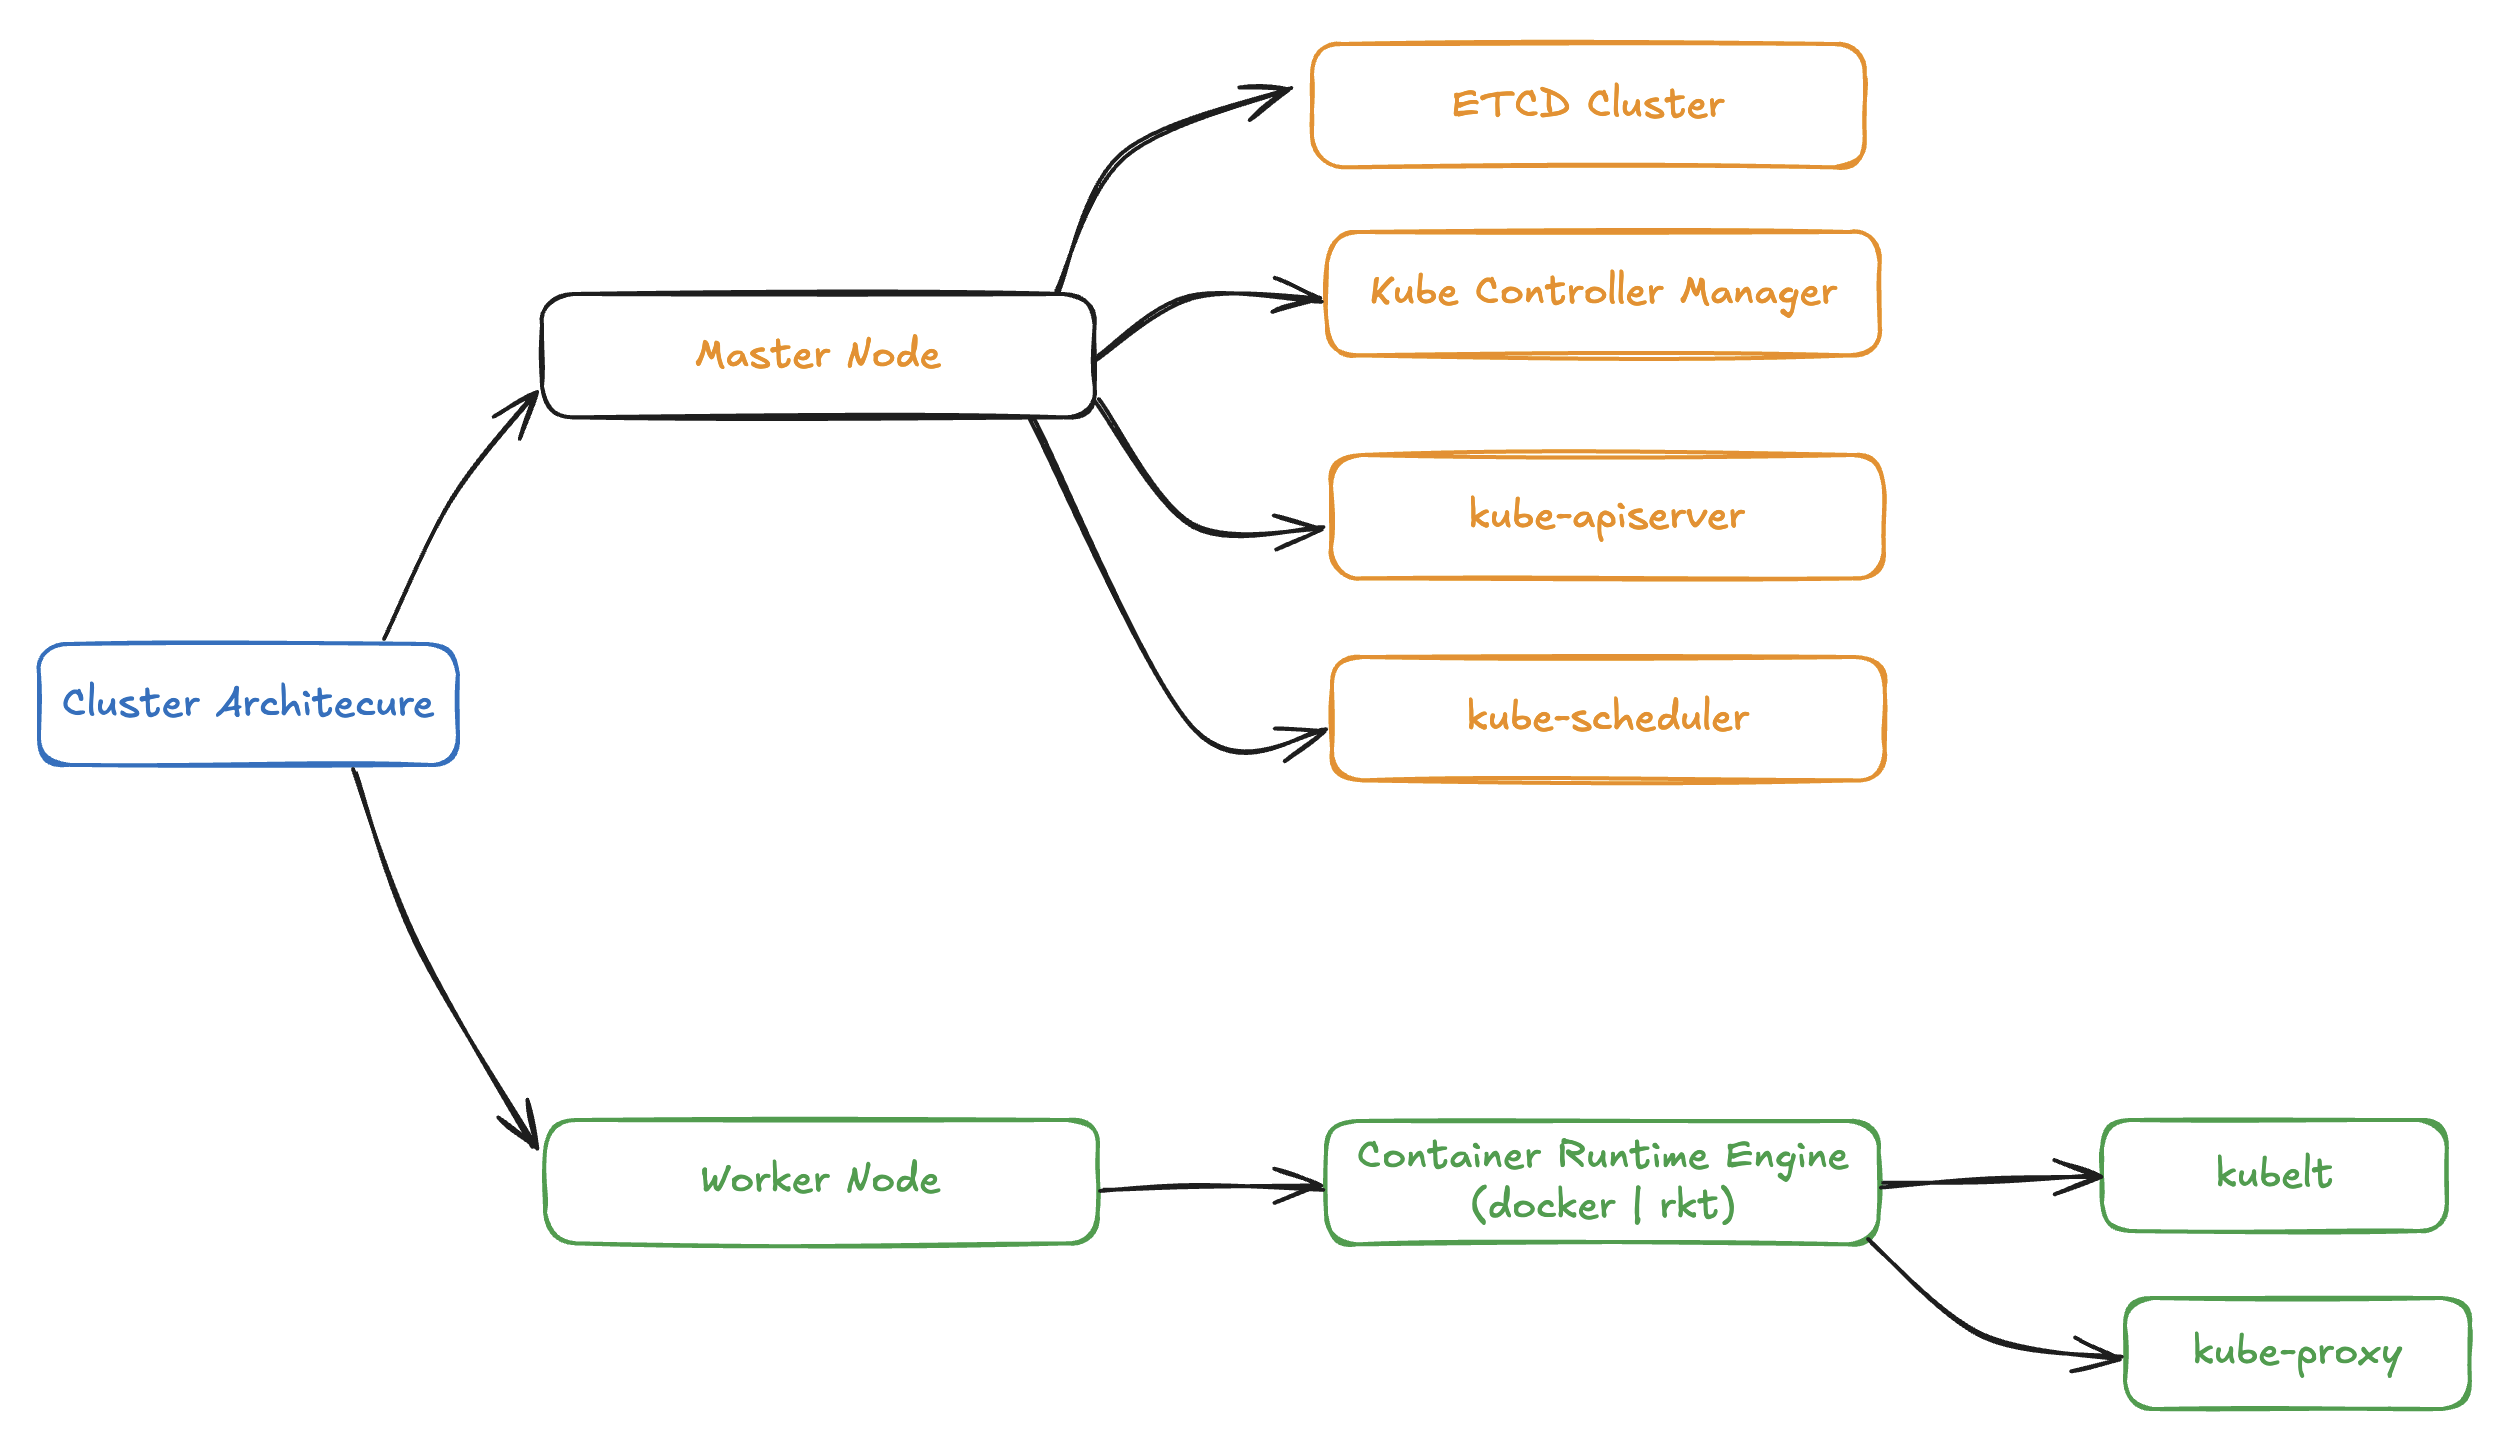 ETCD Cluster
Kube Controller Manager
Master Node
kube-apiserver
Cluster Architecure
kube-scheduler
Worker Node
Container Runtime Engine
(docker | rkt)
kubelt
kube-proxy